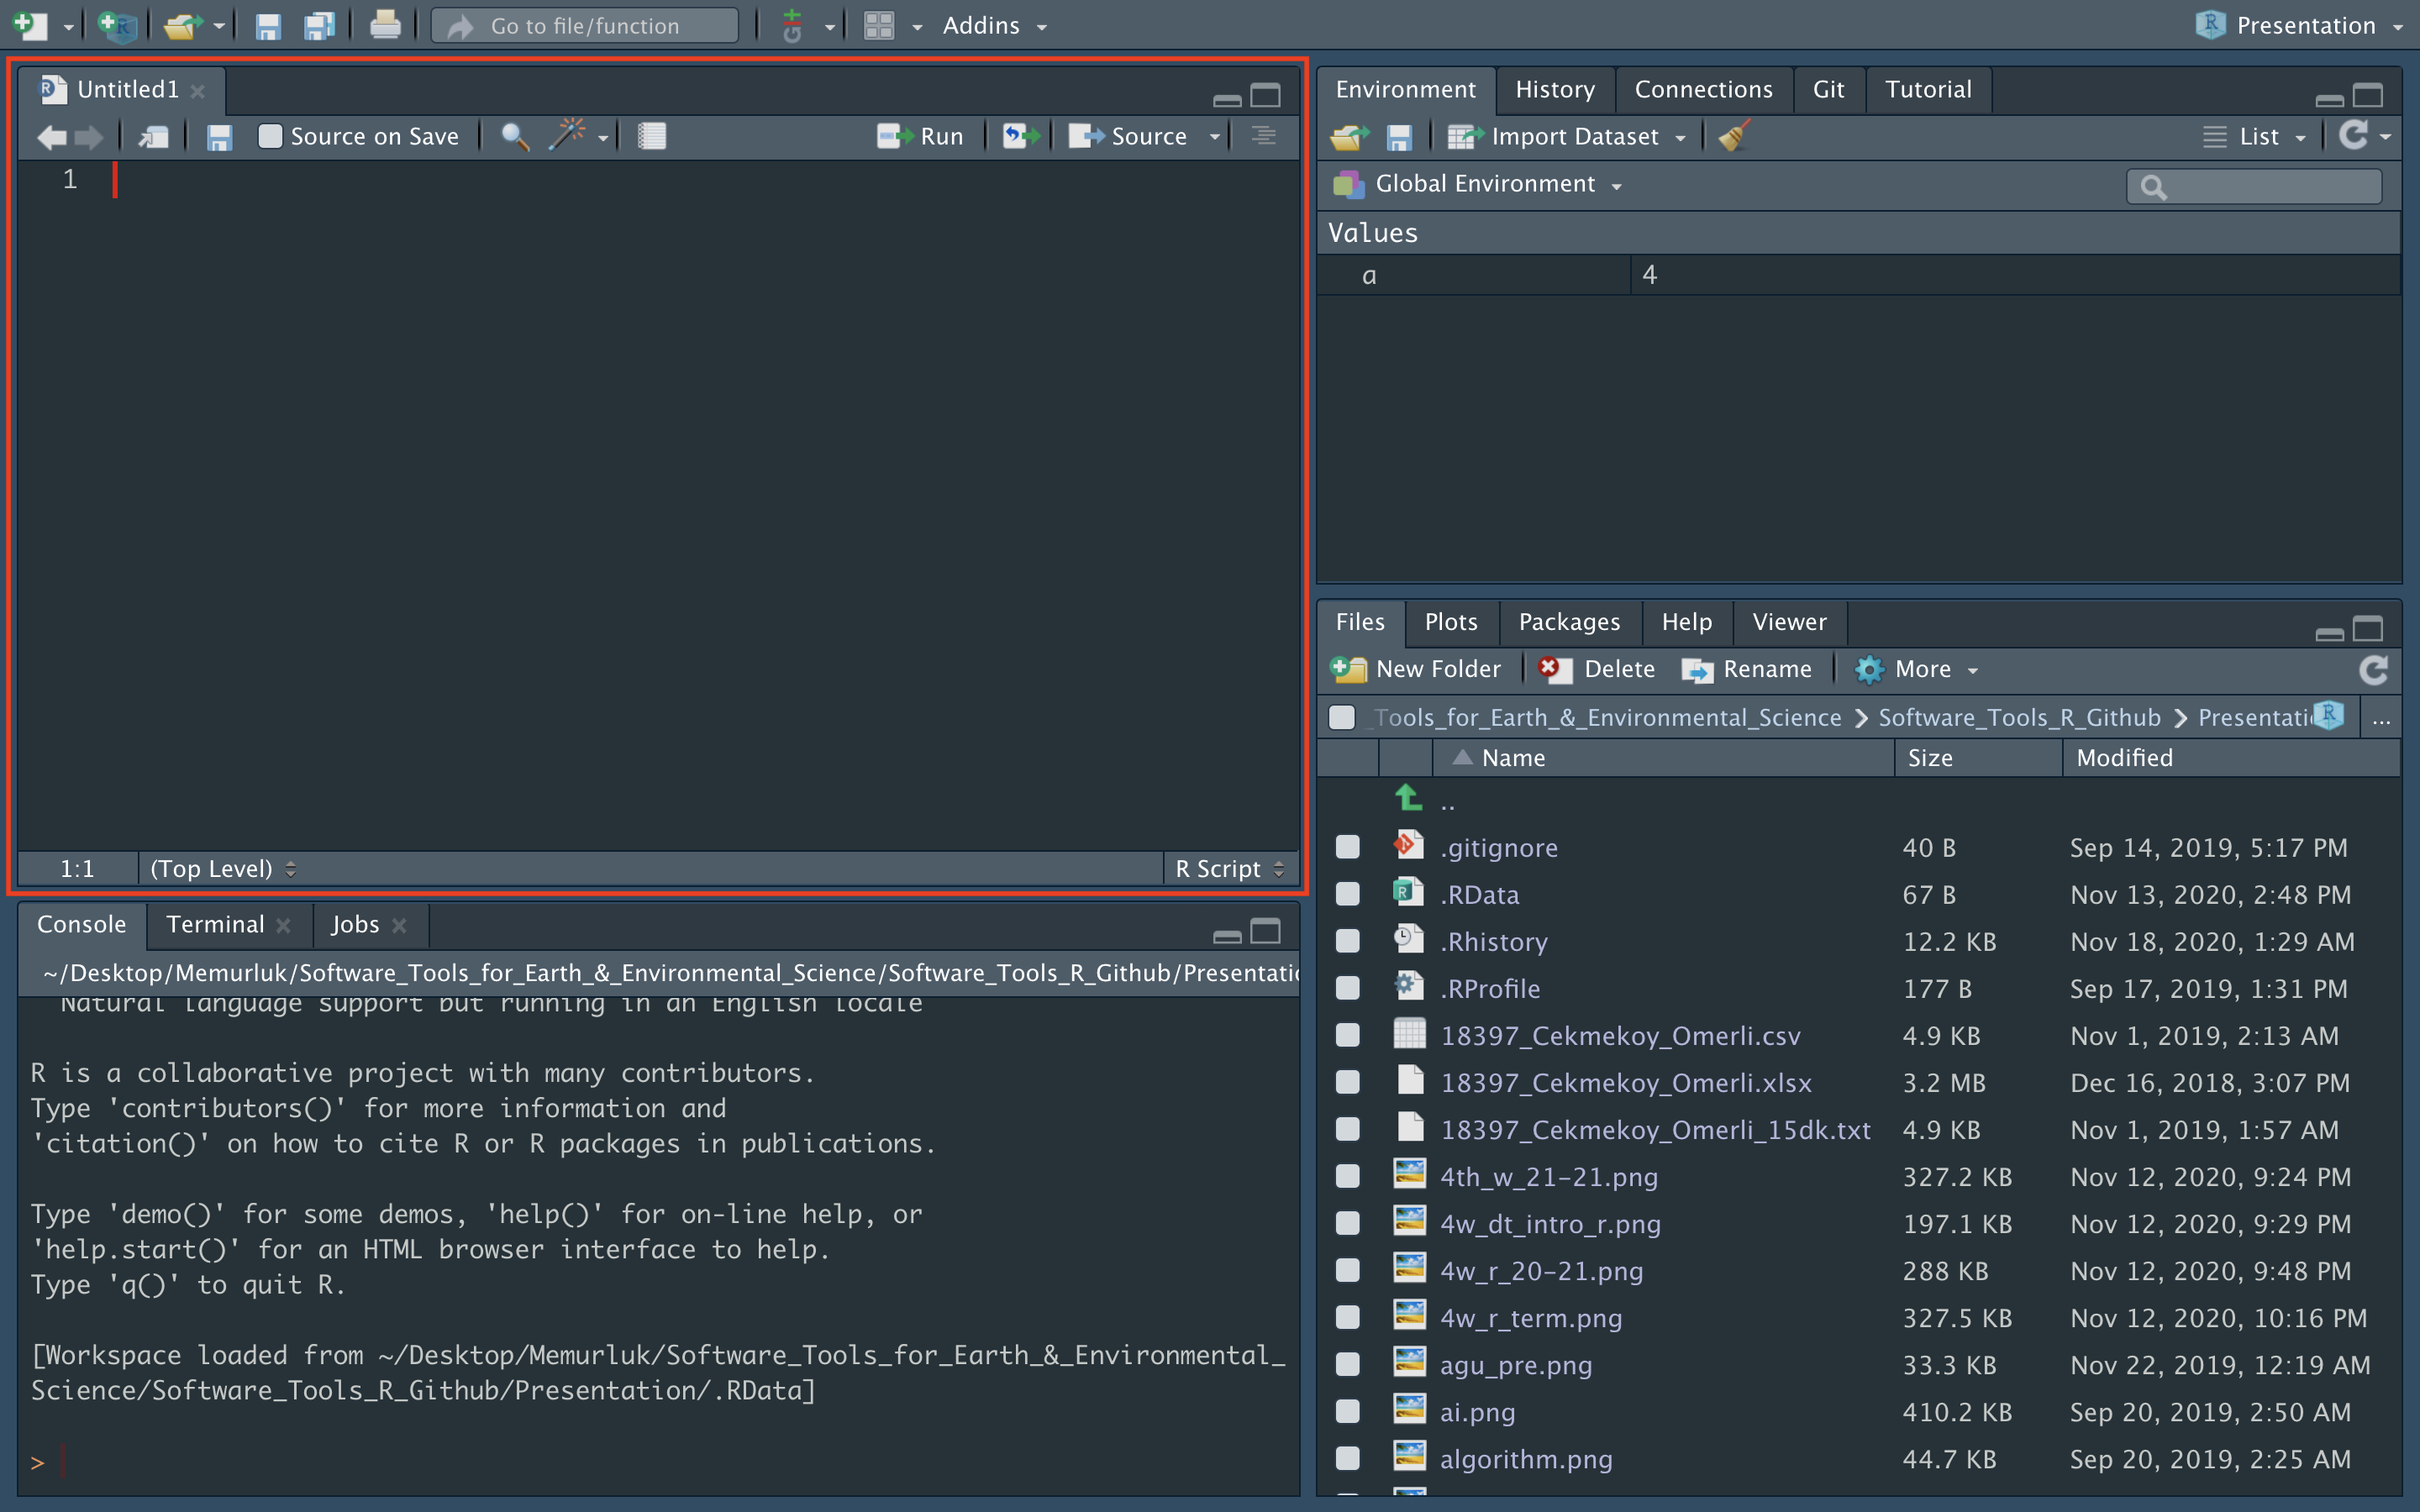 Go to file/function Addins Presentation
Untitled1
Source on Save Run Source
1
1:1 (Top Level) R Script
Console Terminal Jobs
~/Desktop/Memurluk/Software_Tools_for_Earth_&_Environmental_Science/Software_Tools_R_Github/Presentatio
Natural language support but running in an English locale
R is a collaborative project with many contributors.
Type 'contributors()' for more information and
'citation()' on how to cite R or R packages in publications.
Type 'demo()' for some demos, 'help()' for on-line help, or
'help.start()' for an HTML browser interface to help.
Type 'q()' to quit R.
[Workspace loaded from ~/Desktop/Memurluk/Software_Tools_for_Earth_&_Environmental_
Science/Software_Tools_R_Github/Presentation/.RData]
>
Environment History Connections Git Tutorial
Import Dataset List
Global Environment
Values
a 4
Files Plots Packages Help Viewer
New Folder Delete Rename More
_Tools_for_Earth_&_Environmental_Science Software_Tools_R_Github Presentati ...
Name Size Modified
..
.gitignore 40 B Sep 14, 2019, 5:17 PM
.RData 67 B Nov 13, 2020, 2:48 PM
.Rhistory 12.2 KB Nov 18, 2020, 1:29 AM
.RProfile 177 B Sep 17, 2019, 1:31 PM
18397_Cekmekoy_Omerli.csv 4.9 KB Nov 1, 2019, 2:13 AM
18397_Cekmekoy_Omerli.xlsx 3.2 MB Dec 16, 2018, 3:07 PM
18397_Cekmekoy_Omerli_15dk.txt 4.9 KB Nov 1, 2019, 1:57 AM
4th_w_21-21.png 327.2 KB Nov 12, 2020, 9:24 PM
4w_dt_intro_r.png 197.1 KB Nov 12, 2020, 9:29 PM
4w_r_20-21.png 288 KB Nov 12, 2020, 9:48 PM
4w_r_term.png 327.5 KB Nov 12, 2020, 10:16 PM
agu_pre.png 33.3 KB Nov 22, 2019, 12:19 AM
ai.png 410.2 KB Sep 20, 2019, 2:50 AM
algorithm.png 44.7 KB Sep 20, 2019, 2:25 AM